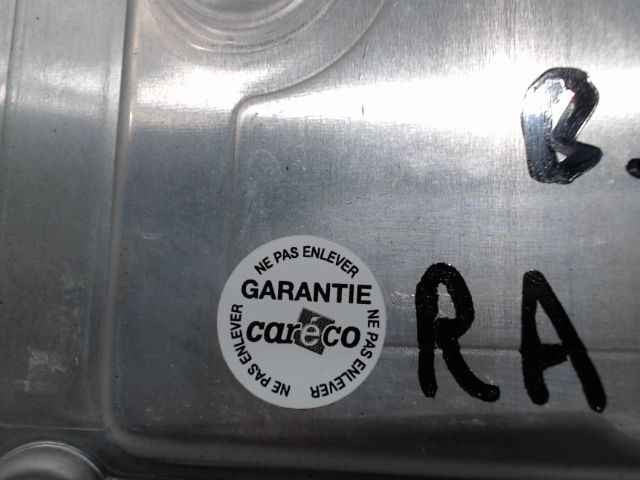 B.
NE PAS ENLEVER
GARANTIE
caréco
NE PAS ENLEVER
NE PAS ENLEVER
RA